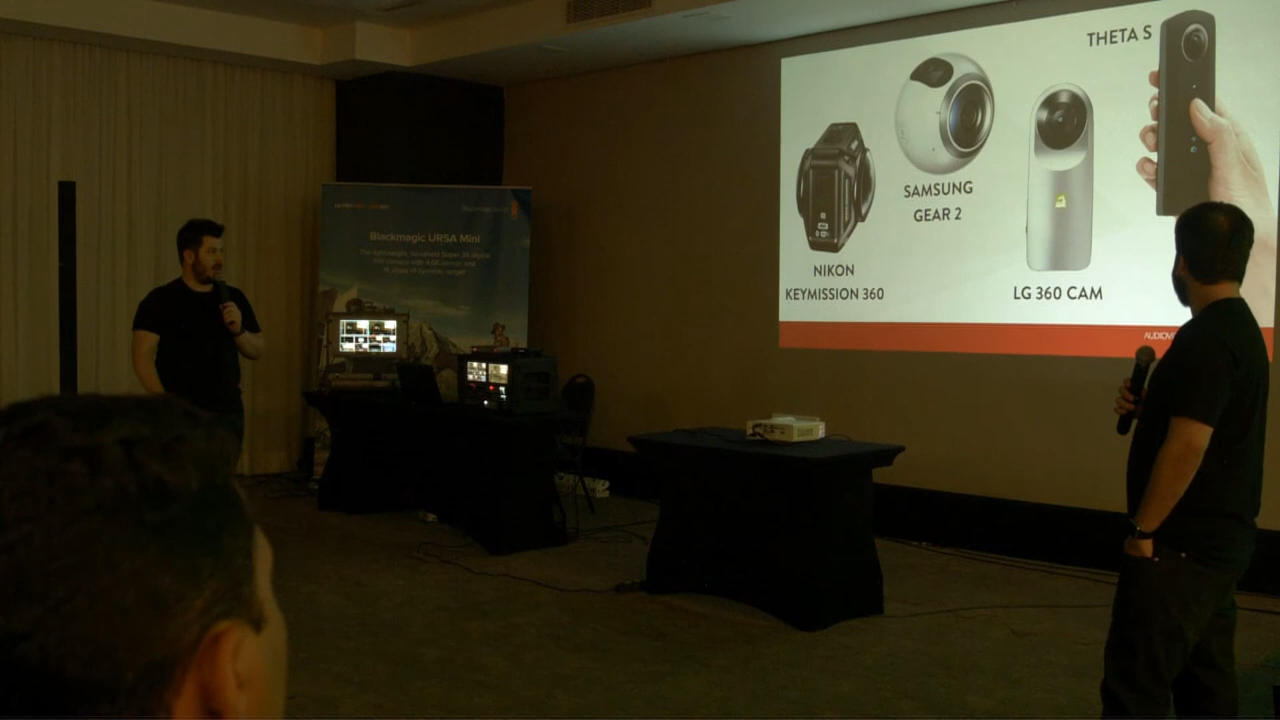 THETA S
SAMSUNG
GEAR 2
NIKON
KEYMISSION 360
LG 360 CAM
Blackmagic URSA Mini